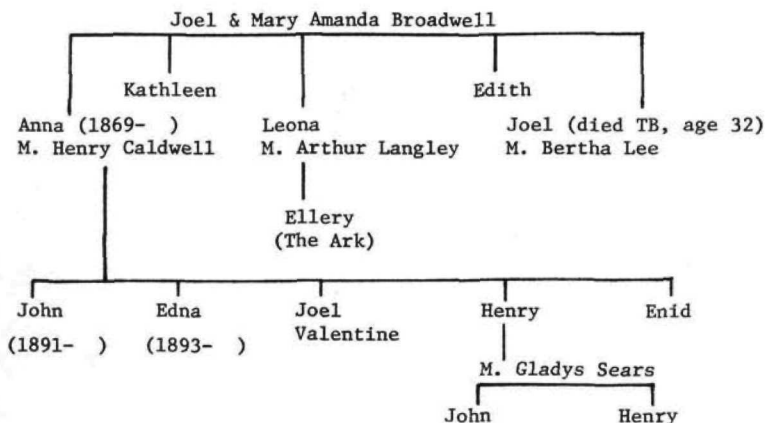 Joel & Mary Amanda Broadwell
Kathleen
Edith
Anna (1869- )
M. Henry Caldwell
Leona
M. Arthur Langley
Joel (died TB, age 32)
M. Bertha Lee
Ellery
(The Ark)
John
(1891- )
Edna
(1893- )
Joel
Valentine
Henry
Enid
M. Gladys Sears
John
Henry